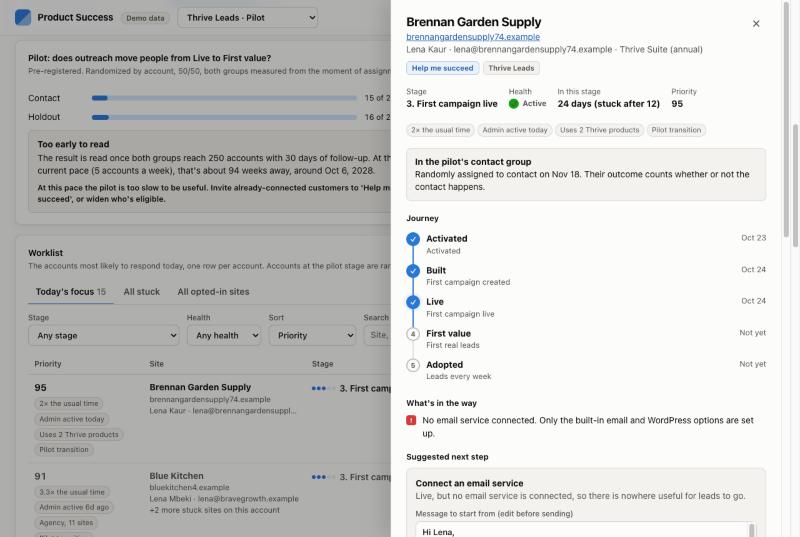 Product Success
Demo data
Thrive Leads · Pilot
Pilot: does outreach move people from Live to First value?
Pre-registered. Randomized by account, 50/50, both groups measured from the moment of
Contact
15 of 2
Holdout
16 of 2
Too early to read
The result is read once both groups reach 250 accounts with 30 days of follow-up. At
current pace (5 accounts a week), that's about 94 weeks away, around Oct 6, 2028.
At this pace the pilot is too slow to be useful. Invite already-connected customers to 'Help
succeed', or widen who's eligible.
Worklist
The accounts most likely to respond today, one row per account. Accounts at the pilot stage are
Today's focus 15
All stuck
All opted-in sites
Stage
Health
Sort
Search
Any stage
Any health
Priority
Site,
Priority
Site
Stage
95
2× the usual time
Admin active today
Uses 2 Thrive products
Pilot transition
Brennan Garden Supply
brennangardensupply74.example
Lena Kaur · lena@brennangardensuppl...
3. First
91
3.3× the usual time
Admin active 6d ago
Agency, 11 sites
Blue Kitchen
bluekitchen4.example
Lena Mbeki · lena@bravegrowth.example
+2 more stuck sites on this account
3. First
Brennan Garden Supply
brennangardensupply74.example
Lena Kaur · lena@brennangardensupply74.example · Thrive Suite (annual)
Help me succeed
Thrive Leads
Stage
Health
In this stage
Priority
3. First campaign live
Active
24 days (stuck after 12)
95
2× the usual time
Admin active today
Uses 2 Thrive products
Pilot transition
In the pilot's contact group
Randomly assigned to contact on Nov 18. Their outcome counts whether or not the
contact happens.
Journey
Activated
Oct 23
Activated
Built
Oct 24
First campaign created
Live
Oct 24
First campaign live
4
First value
Not yet
First real leads
5
Adopted
Not yet
Leads every week
What's in the way
! No email service connected. Only the built-in email and WordPress options are set
up.
Suggested next step
Connect an email service
Live, but no email service is connected, so there is nowhere useful for leads to go.
Message to start from (edit before sending)
Hi Lena,